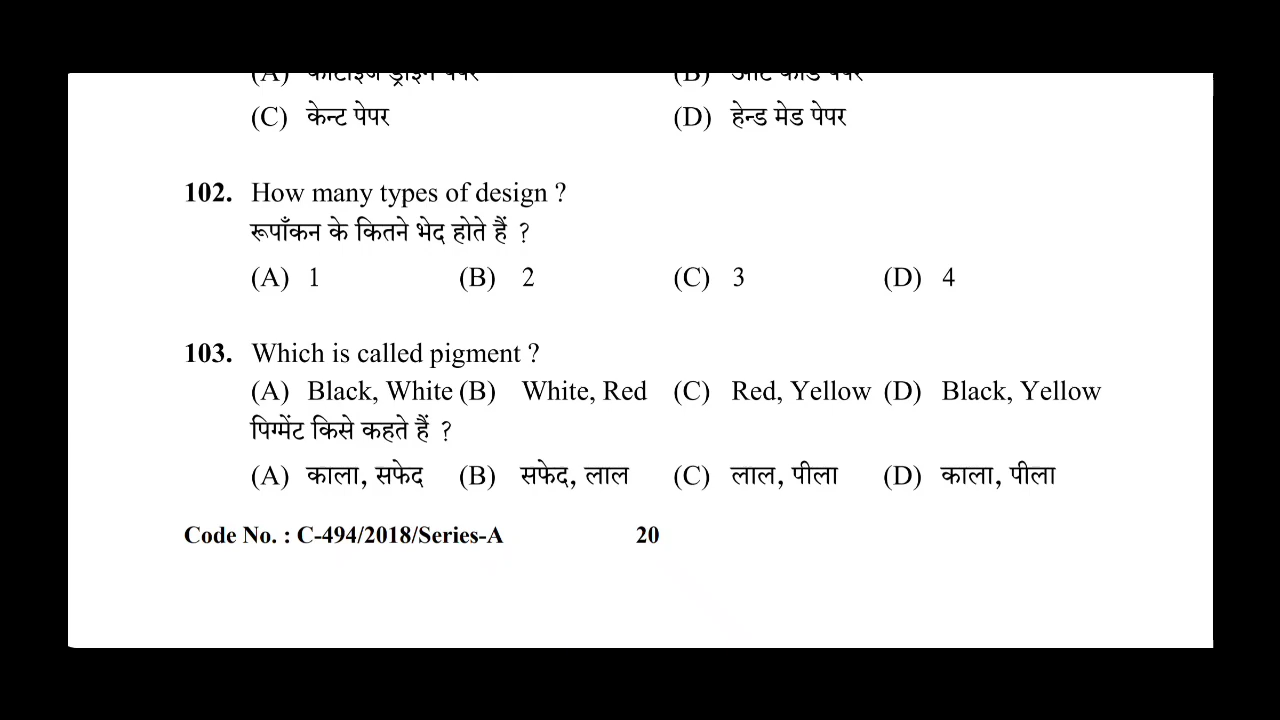 (C) केन्ट पेपर (D) हेन्ड मेड पेपर
102. How many types of design ?
रूपाँकन के कितने भेद होते हैं ?
(A) 1 (B) 2 (C) 3 (D) 4
103. Which is called pigment ?
(A) Black, White (B) White, Red (C) Red, Yellow (D) Black, Yellow
पिग्मेंट किसे कहते हैं ?
(A) काला, सफेद (B) सफेद, लाल (C) लाल, पीला (D) काला, पीला
Code No. : C-494/2018/Series-A 20